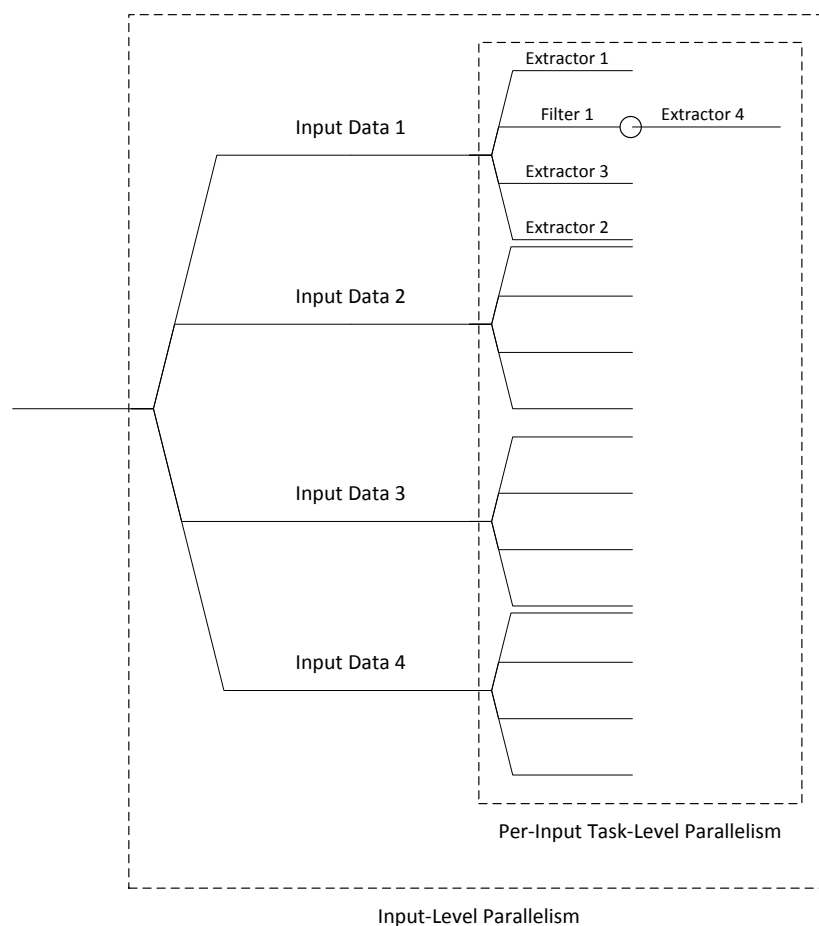 Extractor 1
Filter 1
Extractor 4
Input Data 1
Extractor 3
Extractor 2
Input Data 2
Input Data 3
Input Data 4
Per-Input Task-Level Parallelism
Input-Level Parallelism